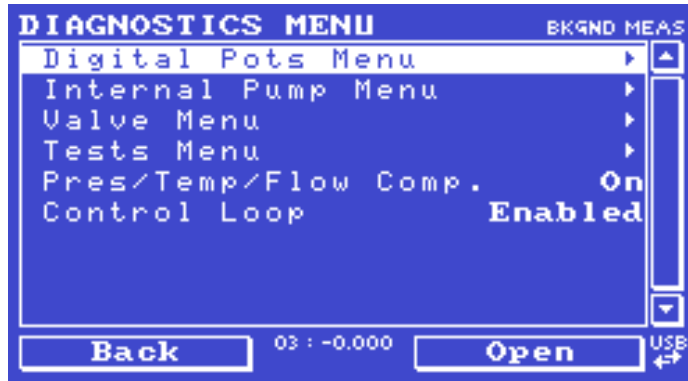 DIAGNOSTICS MENU BKGND MEAS
Digital Pots Menu
Internal Pump Menu
Valve Menu
Tests Menu
Pres/Temp/Flow Comp. On
Control Loop Enabled
Back O3 : -0.000 Open USB